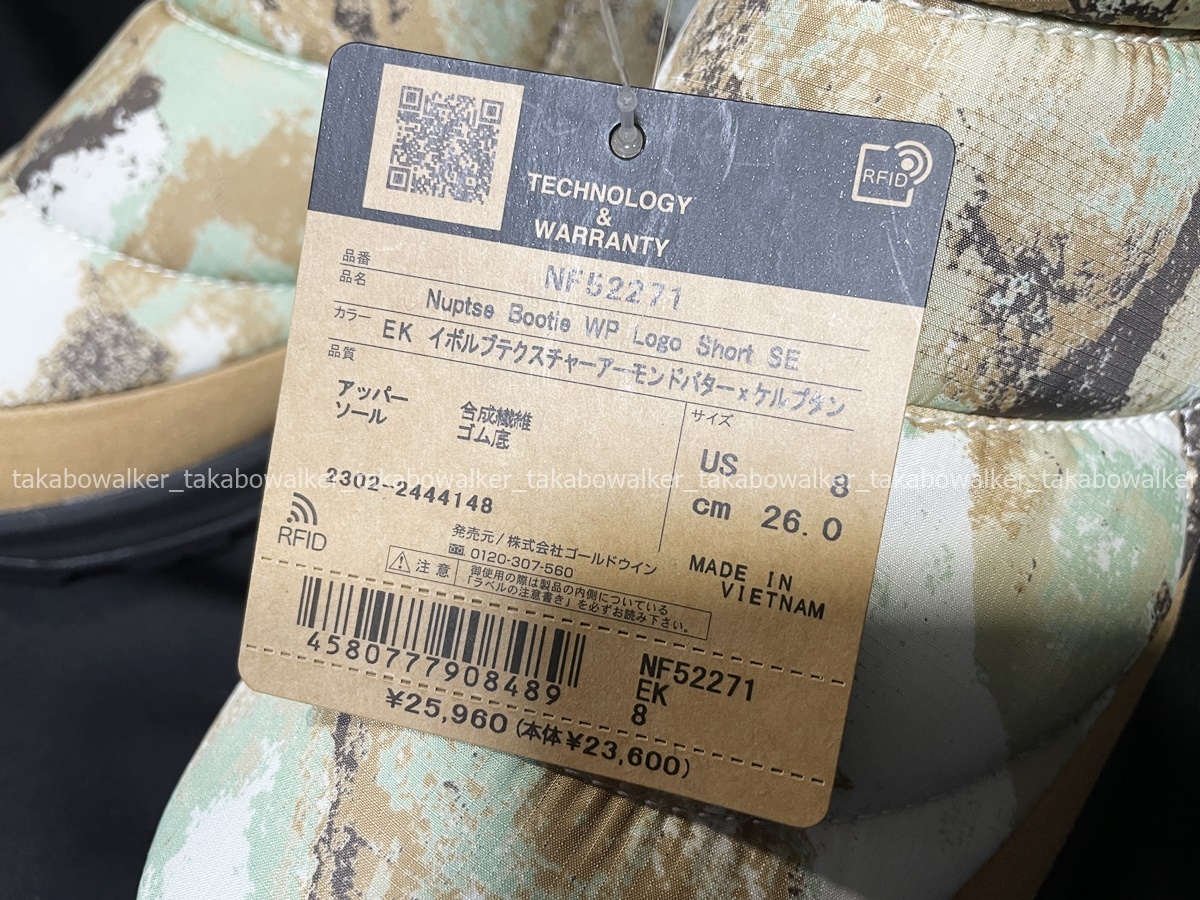 TECHNOLOGY
&
WARRANTY
RFID
品番 NF52271
品名 Nuptse Bootie WP Logo Short SE
カラー EK イボルブテクスチャーアーモンドバター×ケルプタン
品質
アッパー 合成繊維
ソール ゴム底
サイズ
US 8
cm 26.0
takabowalker_takabowalker_takabowalker_takabowalker_takabowalker_takabowalker_takabowalker
2302-2444148
RFID
発売元/株式会社ゴールドウイン
0120-307-560
注意 御使用の際は製品の内側についている
「ラベルの注意書き」を必ずお読み下さい。
MADE IN
VIETNAM
4580777908489
NF52271
EK
8
¥25,960 (本体¥23,600)